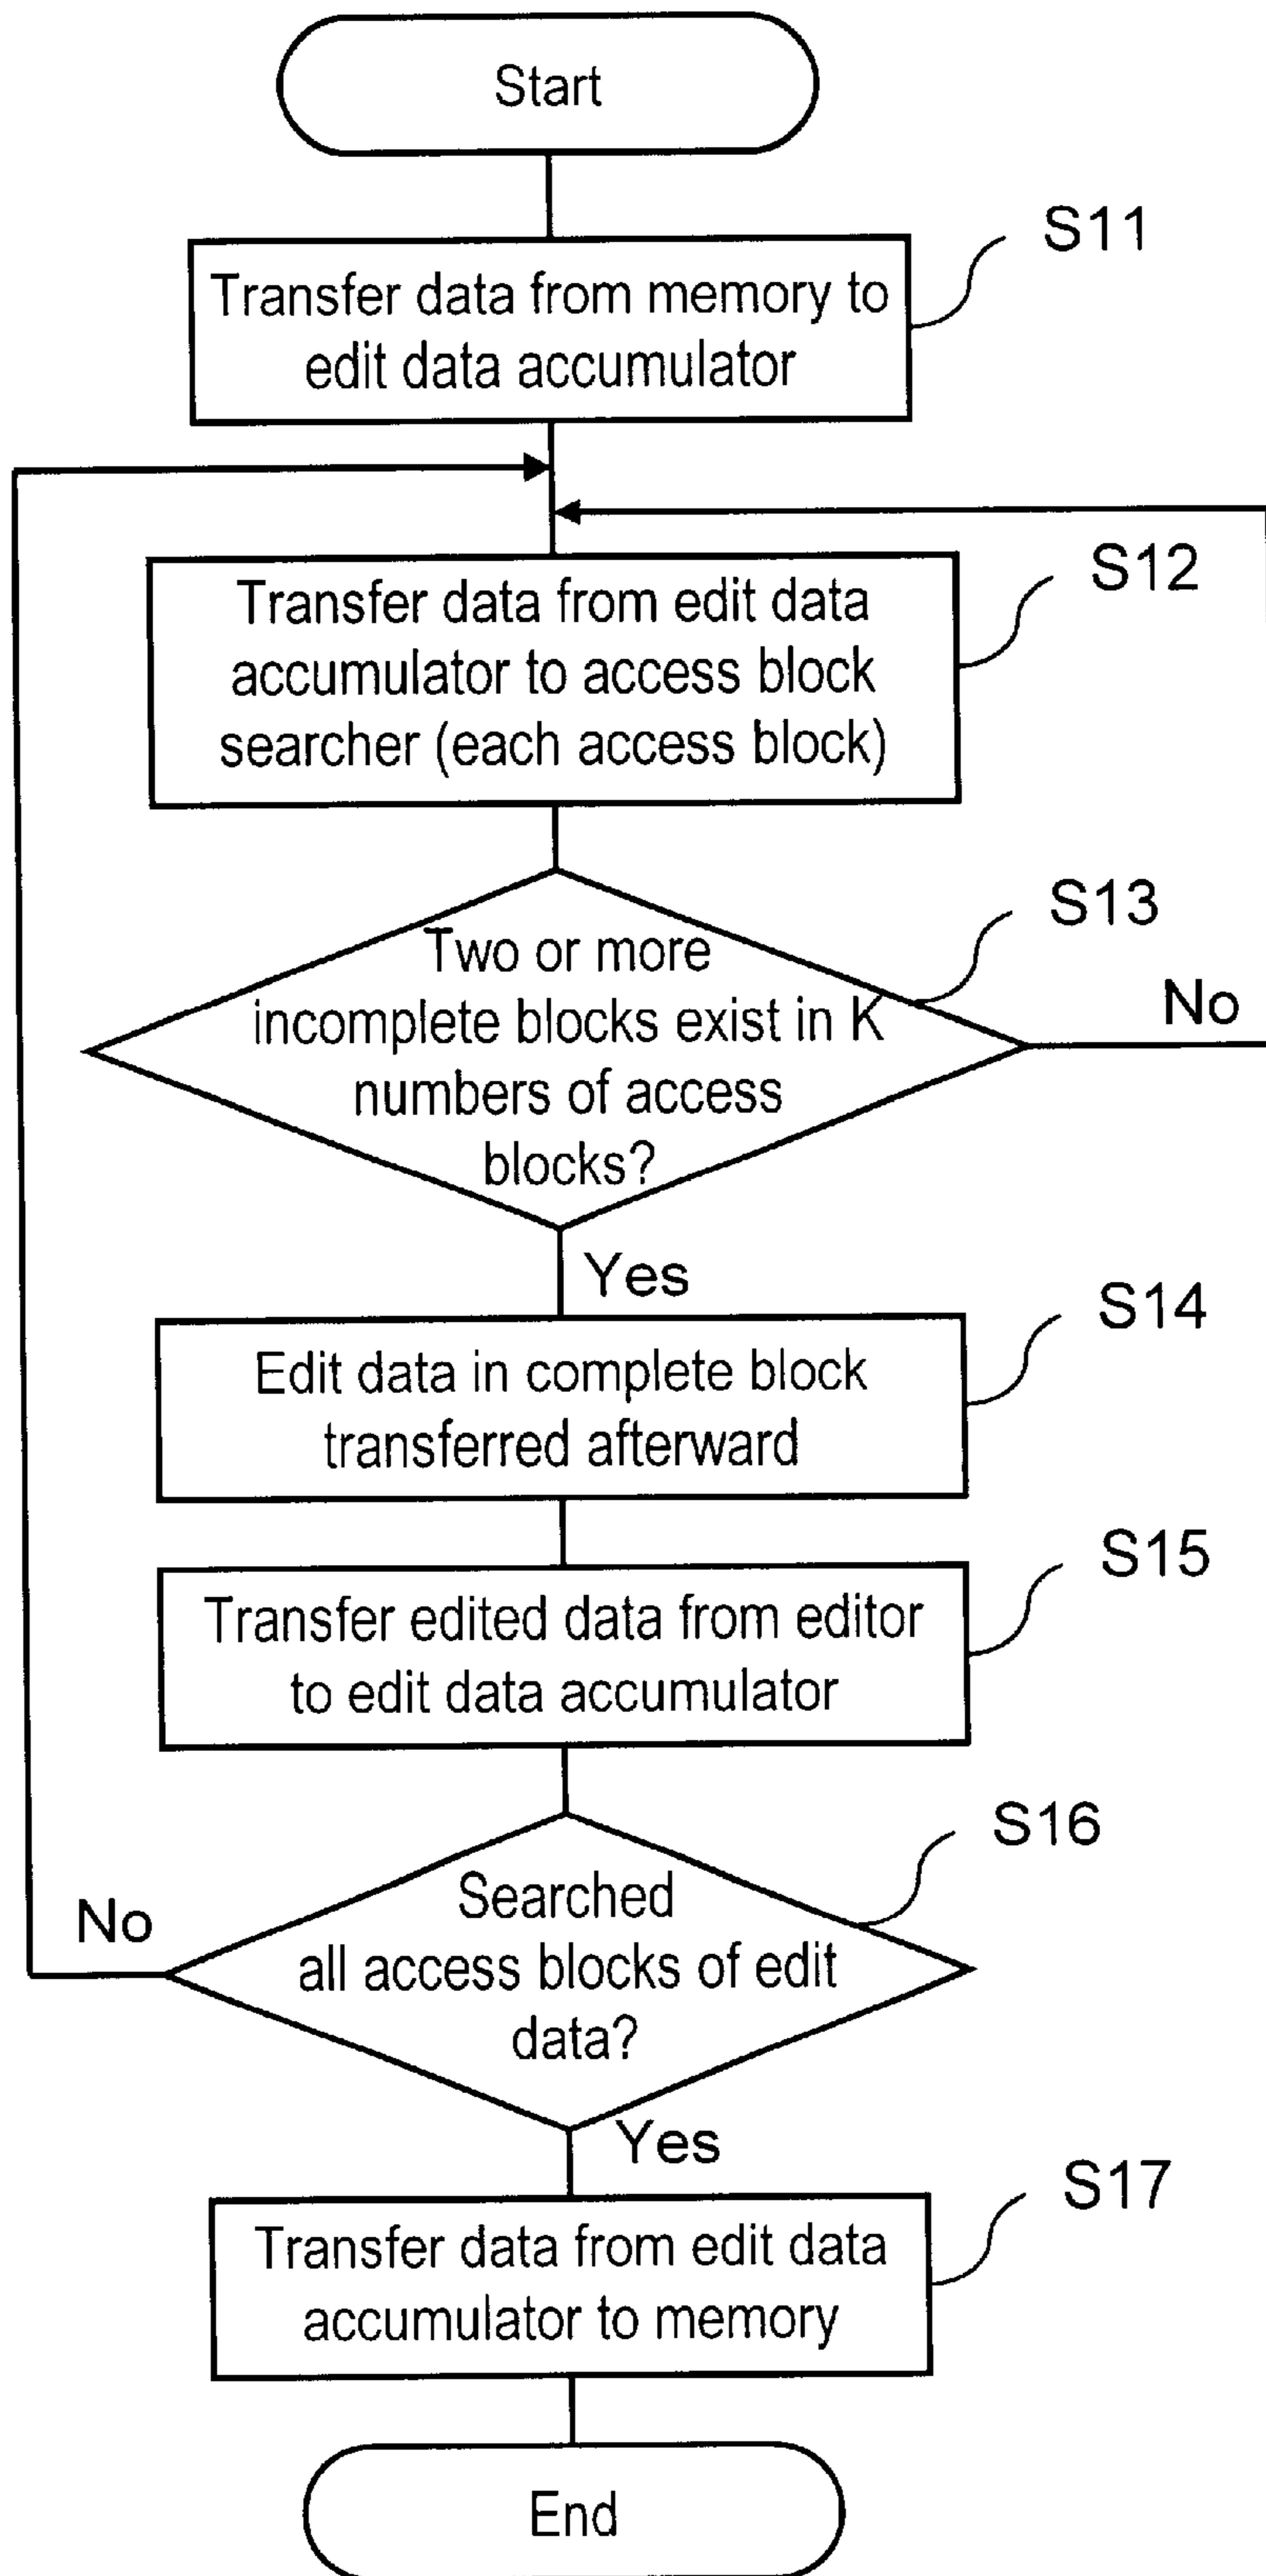 Start
S11
Transfer data from memory to
edit data accumulator
S12
Transfer data from edit data
accumulator to access block
searcher (each access block)
S13
Two or more
incomplete blocks exist in K
numbers of access
blocks?
No
Yes
S14
Edit data in complete block
transferred afterward
S15
Transfer edited data from editor
to edit data accumulator
S16
Searched
all access blocks of edit
data?
No
Yes
S17
Transfer data from edit data
accumulator to memory
End